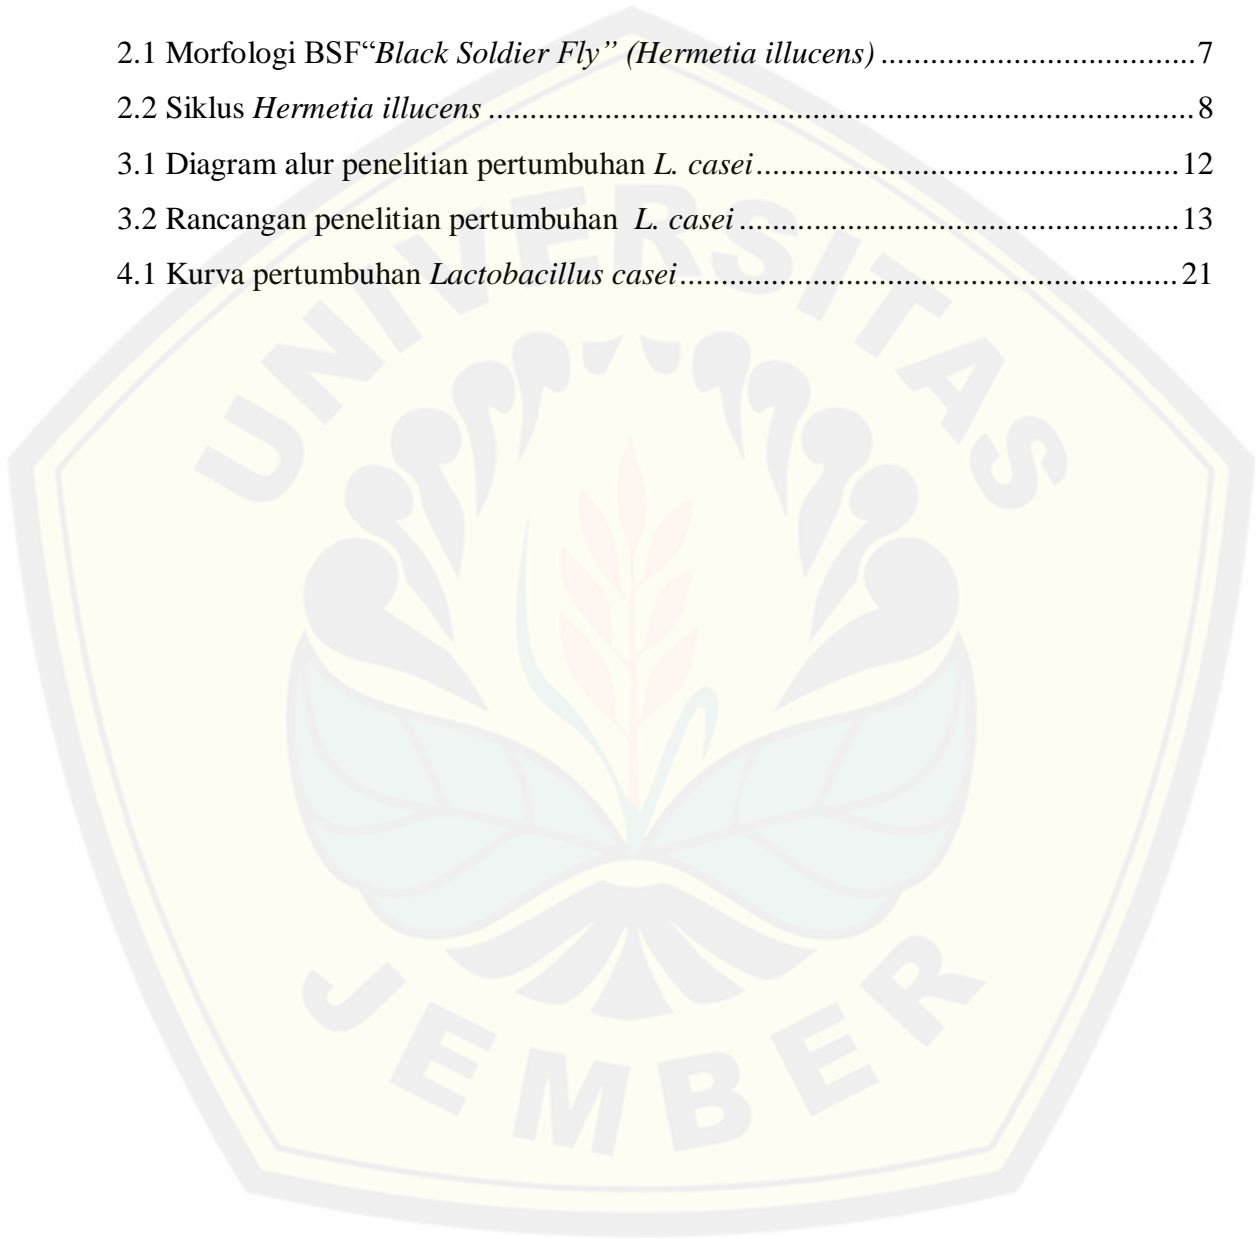 2.1 Morfologi BSF“Black Soldier Fly” (Hermetia illucens) ...................................... 7
2.2 Siklus Hermetia illucens ..................................................................................... 8
3.1 Diagram alur penelitian pertumbuhan L. casei ................................................... 12
3.2 Rancangan penelitian pertumbuhan L. casei ..................................................... 13
4.1 Kurva pertumbuhan Lactobacillus casei ............................................................ 21
UNIVERSITAS
JEMBER